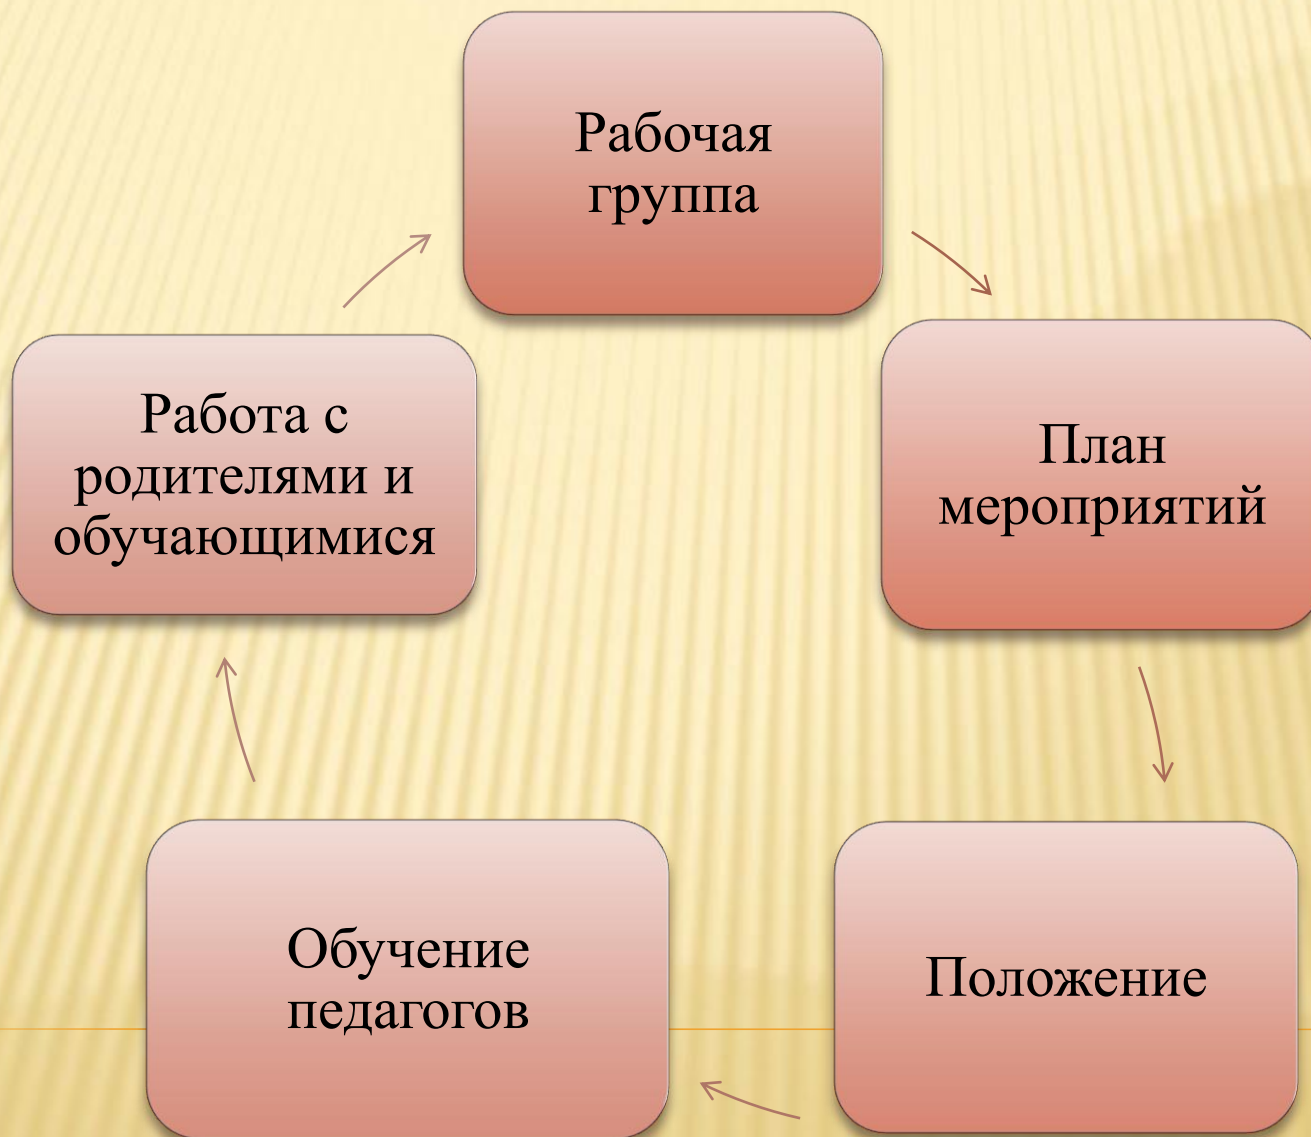 Рабочая
группа
План
мероприятий
Положение
Обучение
педагогов
Работа с
родителями и
обучающимися